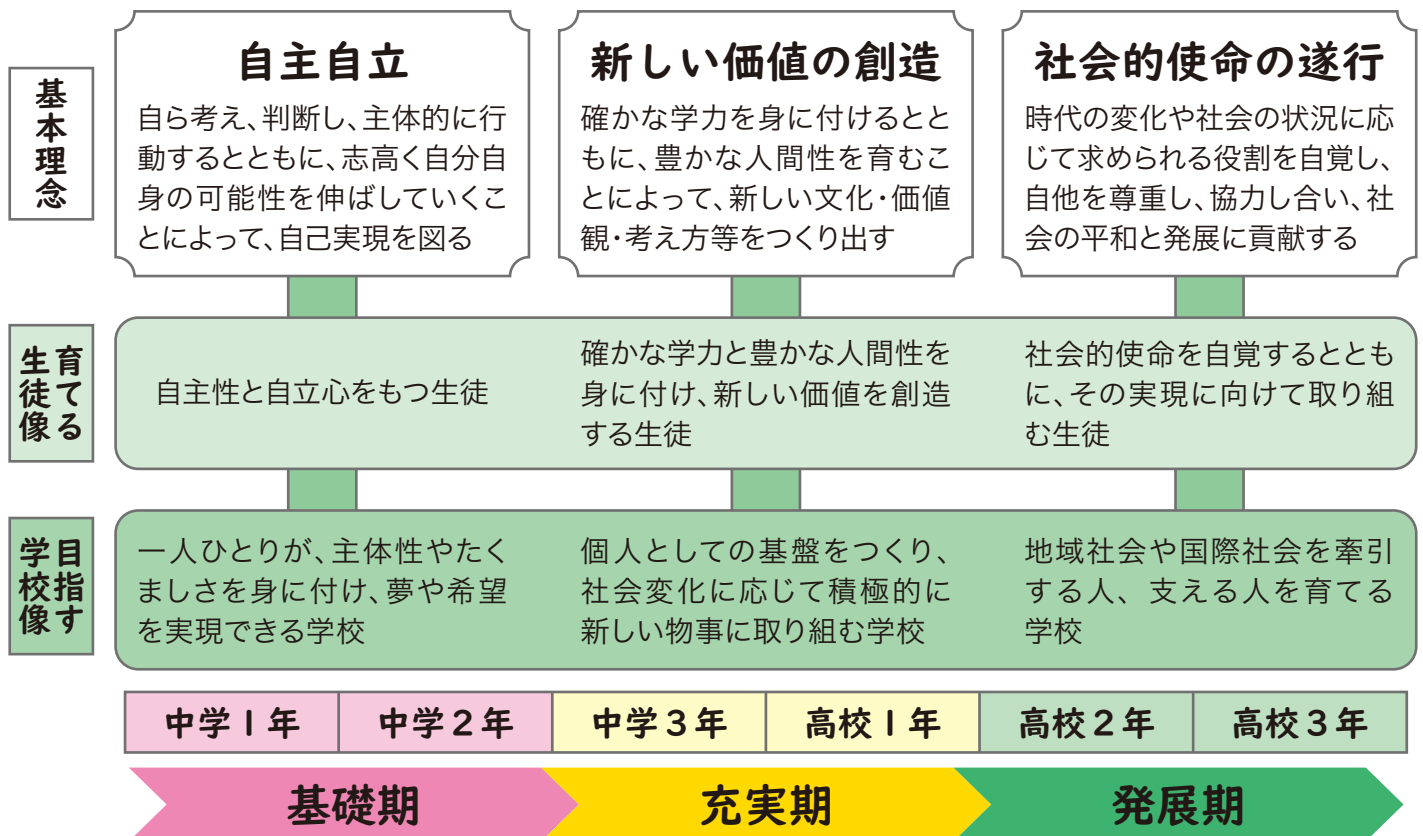 基本理念
自主自立
自ら考え、判断し、主体的に行
動するとともに、志高く自分自
身の可能性を伸ばしていくこ
とによって、自己実現を図る
新しい価値の創造
確かな学力を身に付けるとと
もに、豊かな人間性を育むこ
とによって、新しい文化・価値
観・考え方等をつくり出す
社会的使命の遂行
時代の変化や社会の状況に応
じて求められる役割を自覚し、
自他を尊重し、協力し合い、社
会の平和と発展に貢献する
育てる
生徒像
自主性と自立心をもつ生徒
確かな学力と豊かな人間性を
身に付け、新しい価値を創造
する生徒
社会的使命を自覚するととも
に、その実現に向けて取り組
む生徒
目指す
学校像
一人ひとりが、主体性やたく
ましさを身に付け、夢や希望
を実現できる学校
個人としての基盤をつくり、
社会変化に応じて積極的に
新しい物事に取り組む学校
地域社会や国際社会を牽引
する人、支える人を育てる
学校
中学1年
中学2年
中学3年
高校1年
高校2年
高校3年
基礎期
充実期
発展期